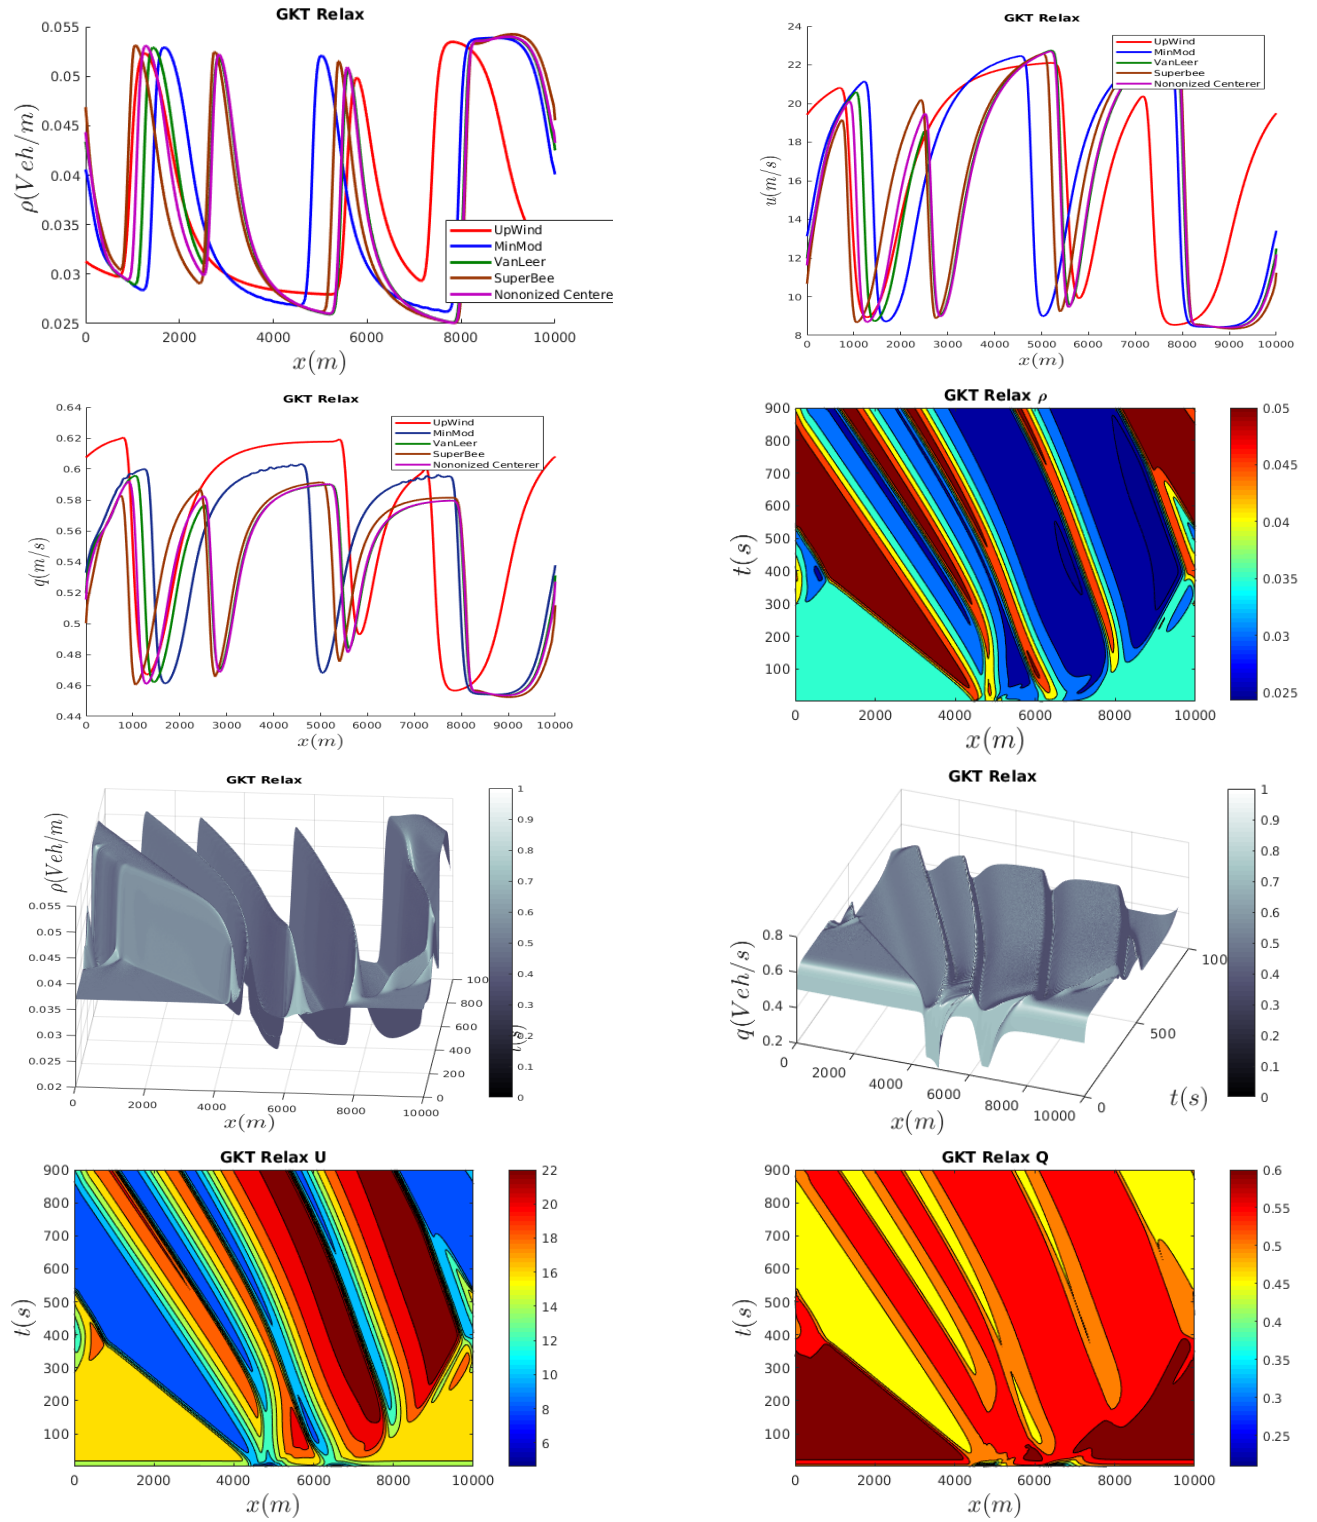 GKT Relax
ρ(Veh/m)
0.055
0.05
0.045
0.04
0.035
0.03
0.025
0 2000 4000 6000 8000 10000
x(m)
UpWind
MinMod
VanLeer
SuperBee
Nononized Centere
GKT Relax
u(m/s)
24
22
20
18
16
14
12
10
8
0 1000 2000 3000 4000 5000 6000 7000 8000 9000 10000
x(m)
UpWind
MinMod
VanLeer
Superbee
Nononized Centerer
GKT Relax
q(m/s)
0.64
0.62
0.6
0.58
0.56
0.54
0.52
0.5
0.48
0.46
0.44
0 1000 2000 3000 4000 5000 6000 7000 8000 9000 10000
x(m)
UpWind
MinMod
VanLeer
SuperBee
Nononized Centerer
GKT Relax ρ
t(s)
900
800
700
600
500
400
300
200
100
0 2000 4000 6000 8000 10000
x(m)
0.05
0.045
0.04
0.035
0.03
0.025
GKT Relax
ρ(Veh/m)
0.055
0.05
0.045
0.04
0.035
0.03
0.025
0.02
0 2000 4000 6000 8000 10000
x(m)
100
800
600
400
200
0
t(s)
1
0.9
0.8
0.7
0.6
0.5
0.4
0.3
0.2
0.1
0
GKT Relax
q(Veh/s)
0.8
0.6
0.4
0.2
0 2000 4000 6000 8000 10000
x(m)
0
500
100
t(s)
1
0.9
0.8
0.7
0.6
0.5
0.4
0.3
0.2
0.1
0
GKT Relax U
t(s)
900
800
700
600
500
400
300
200
100
0 2000 4000 6000 8000 10000
x(m)
22
20
18
16
14
12
10
8
6
GKT Relax Q
t(s)
900
800
700
600
500
400
300
200
100
0 2000 4000 6000 8000 10000
x(m)
0.6
0.55
0.5
0.45
0.4
0.35
0.3
0.25